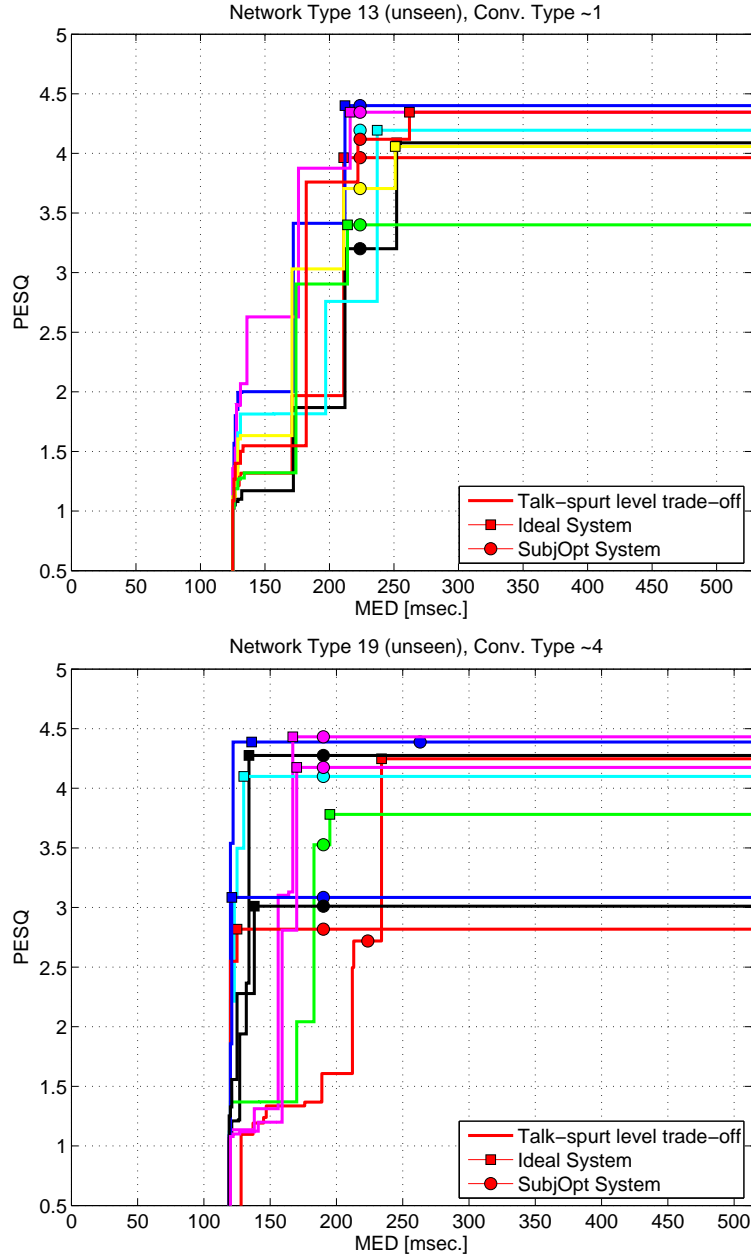 Network Type 13 (unseen), Conv. Type ~1
5
4.5
4
3.5
3
2.5
2
1.5
1
0.5
PESQ
Talk-spurt level trade-off
Ideal System
SubjOpt System
0 50 100 150 200 250 300 350 400 450 500
MED [msec.]
Network Type 19 (unseen), Conv. Type ~4
5
4.5
4
3.5
3
2.5
2
1.5
1
0.5
PESQ
Talk-spurt level trade-off
Ideal System
SubjOpt System
0 50 100 150 200 250 300 350 400 450 500
MED [msec.]